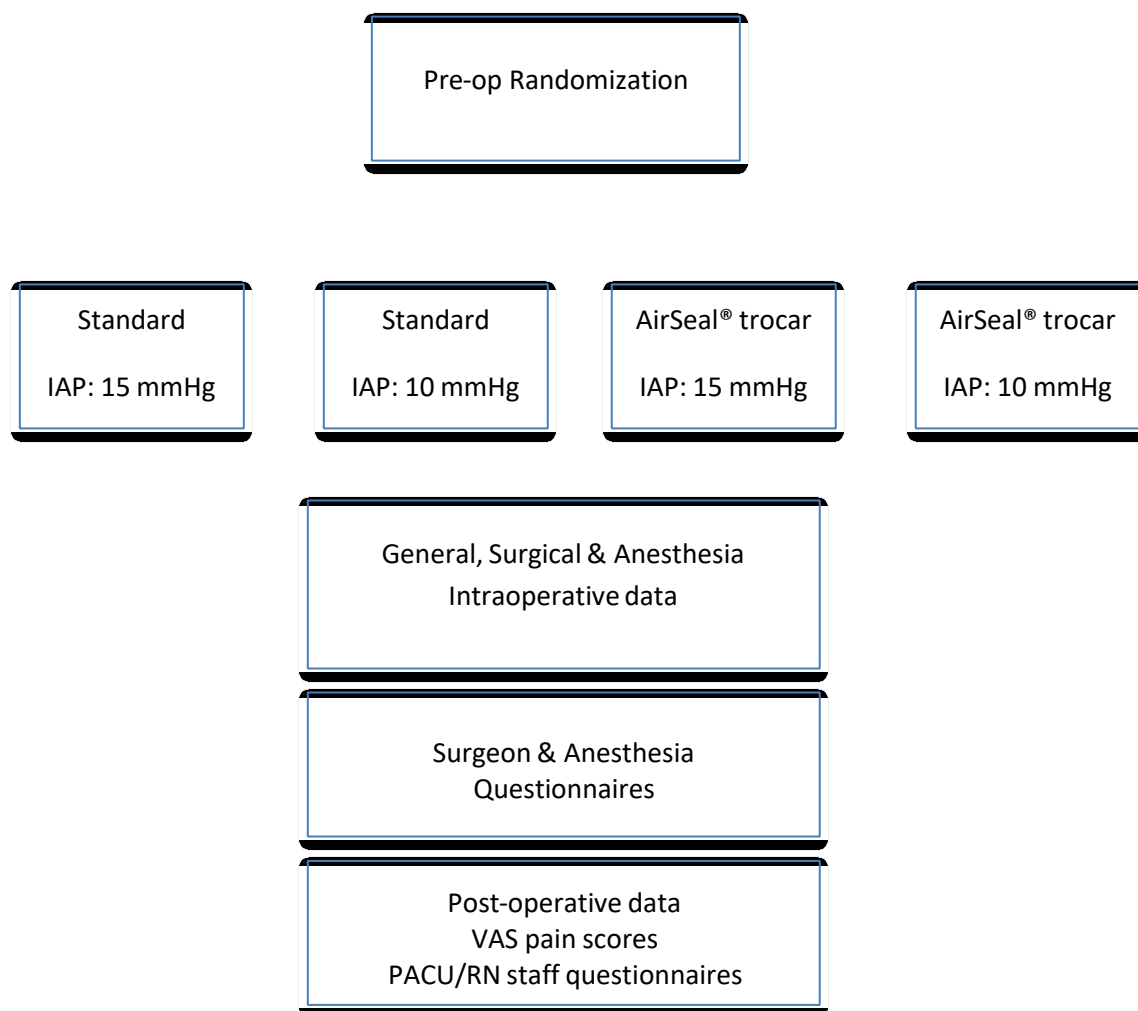 Pre-op Randomization
Standard
IAP: 15 mmHg
Standard
IAP: 10 mmHg
AirSeal® trocar
IAP: 15 mmHg
AirSeal® trocar
IAP: 10 mmHg
General, Surgical & Anesthesia
Intraoperative data
Surgeon & Anesthesia
Questionnaires
Post-operative data
VAS pain scores
PACU/RN staff questionnaires